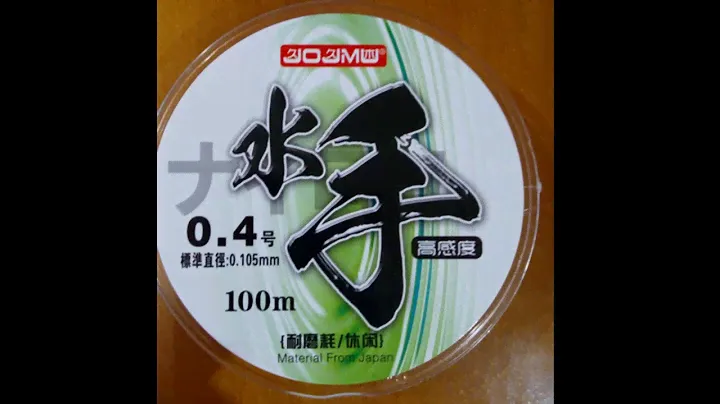 水手
0.4号
標準直徑:0.105mm
高感度
100m
{耐磨耗/休闲}
Material From Japan